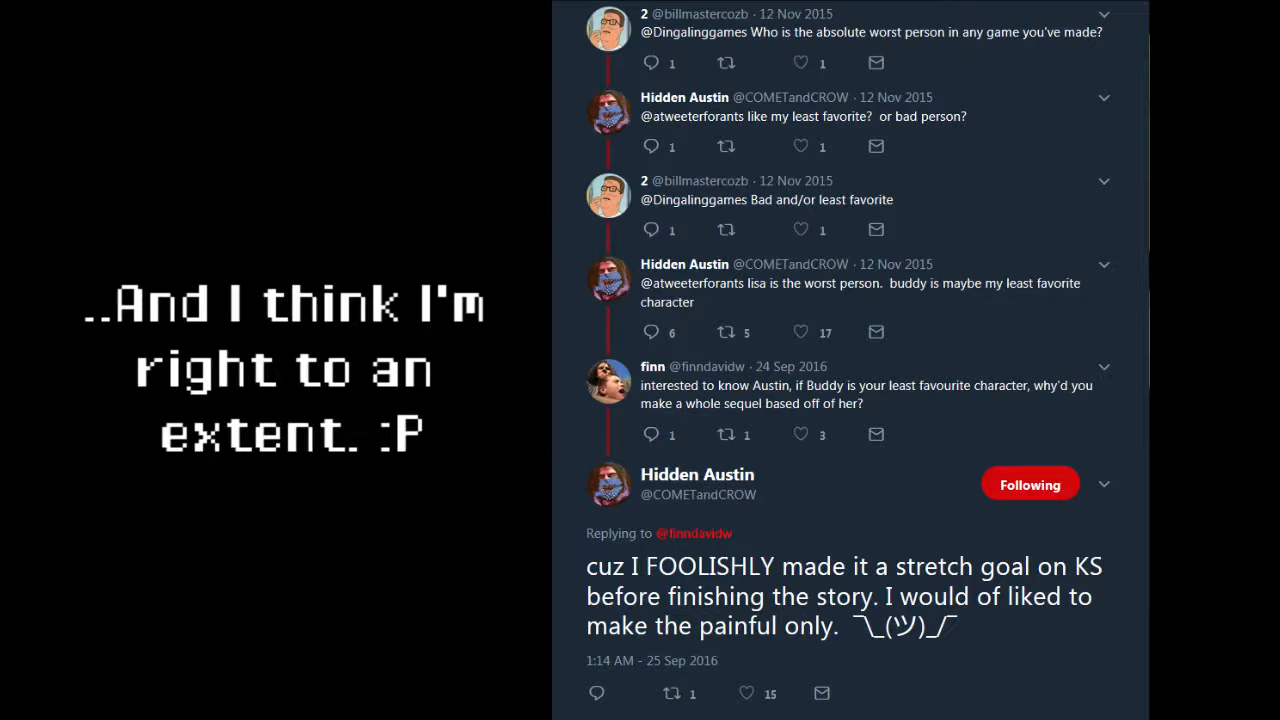 ..And I think I'm
right to an
extent. :P
2 @billmastercozb · 12 Nov 2015
@Dingalinggames Who is the absolute worst person in any game you've made?
1 1
Hidden Austin @COMETandCROW · 12 Nov 2015
@atweeterforants like my least favorite? or bad person?
1 1
2 @billmastercozb · 12 Nov 2015
@Dingalinggames Bad and/or least favorite
1 1
Hidden Austin @COMETandCROW · 12 Nov 2015
@atweeterforants lisa is the worst person. buddy is maybe my least favorite
character
6 5 17
finn @finndavidw · 24 Sep 2016
interested to know Austin, if Buddy is your least favourite character, why'd you
make a whole sequel based off of her?
1 1 3
Hidden Austin
@COMETandCROW
Following
Replying to @finndavidw
cuz I FOOLISHLY made it a stretch goal on KS
before finishing the story. I would of liked to
make the painful only. ¯\_(ツ)_/¯
1:14 AM - 25 Sep 2016
1 15